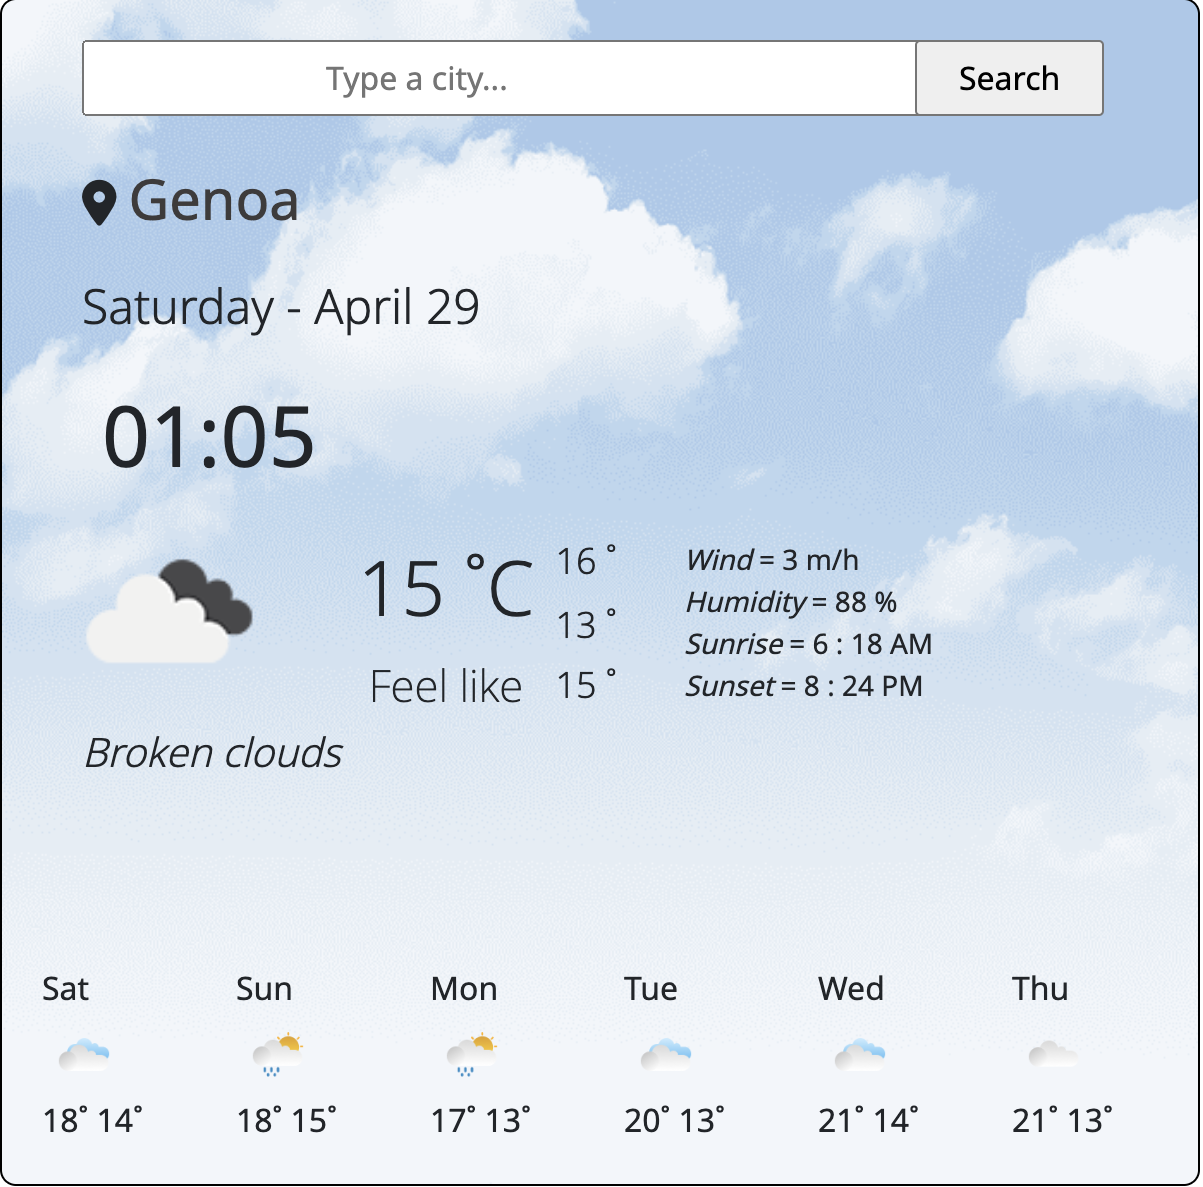 Type a city...
Search
Genoa
Saturday - April 29
01:05
15 °C
16 °
13 °
Feel like 15 °
Wind = 3 m/h
Humidity = 88 %
Sunrise = 6 : 18 AM
Sunset = 8 : 24 PM
Broken clouds
Sat Sun Mon Tue Wed Thu
18° 14° 18° 15° 17° 13° 20° 13° 21° 14° 21° 13°